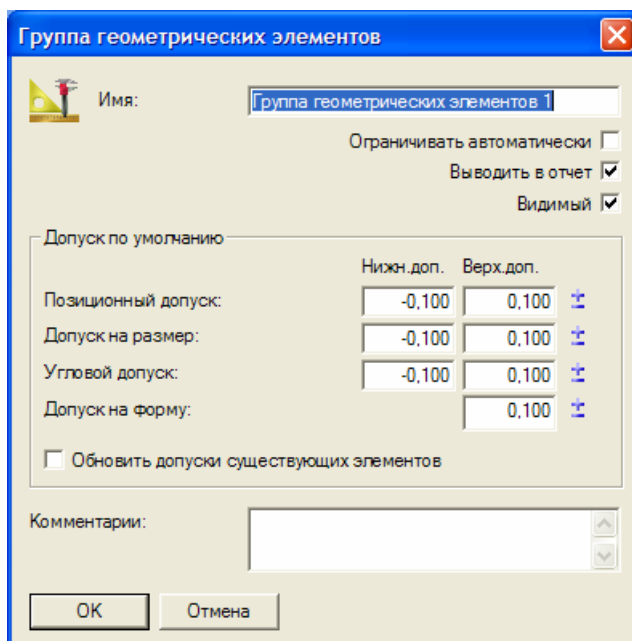 Группа геометрических элементов
Имя: Группа геометрических элементов 1
Ограничивать автоматически
Выводить в отчет
Видимый
Допуск по умолчанию
Нижн.доп. Верх.доп.
Позиционный допуск: -0,100 0,100 ±
Допуск на размер: -0,100 0,100 ±
Угловой допуск: -0,100 0,100 ±
Допуск на форму: 0,100 ±
Обновить допуски существующих элементов
Комментарии:
OK Отмена